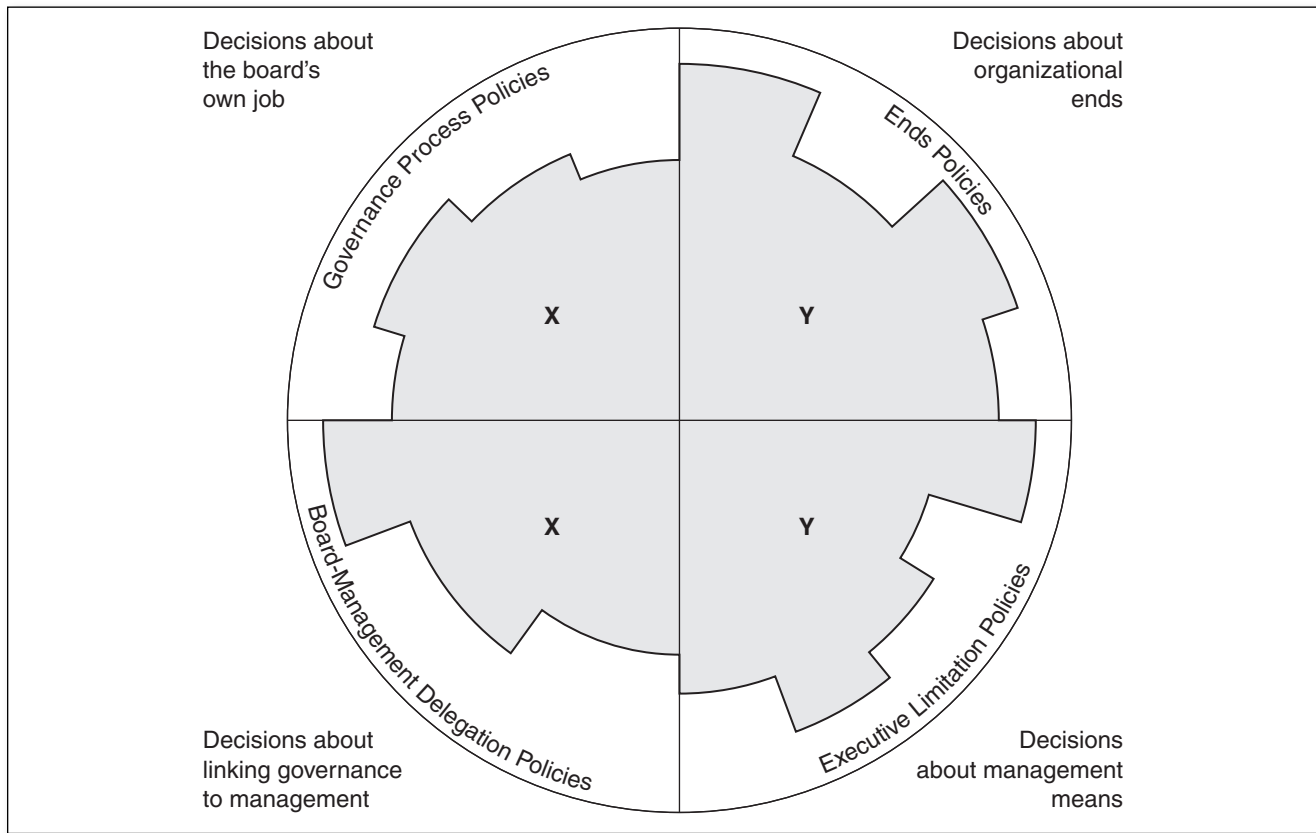 Decisions about
the board's
own job
Decisions about
organizational
ends
Governance Process Policies
Ends Policies
X
Y
X
Y
Board-Management Delegation Policies
Executive Limitation Policies
Decisions about
linking governance
to management
Decisions
about management
means